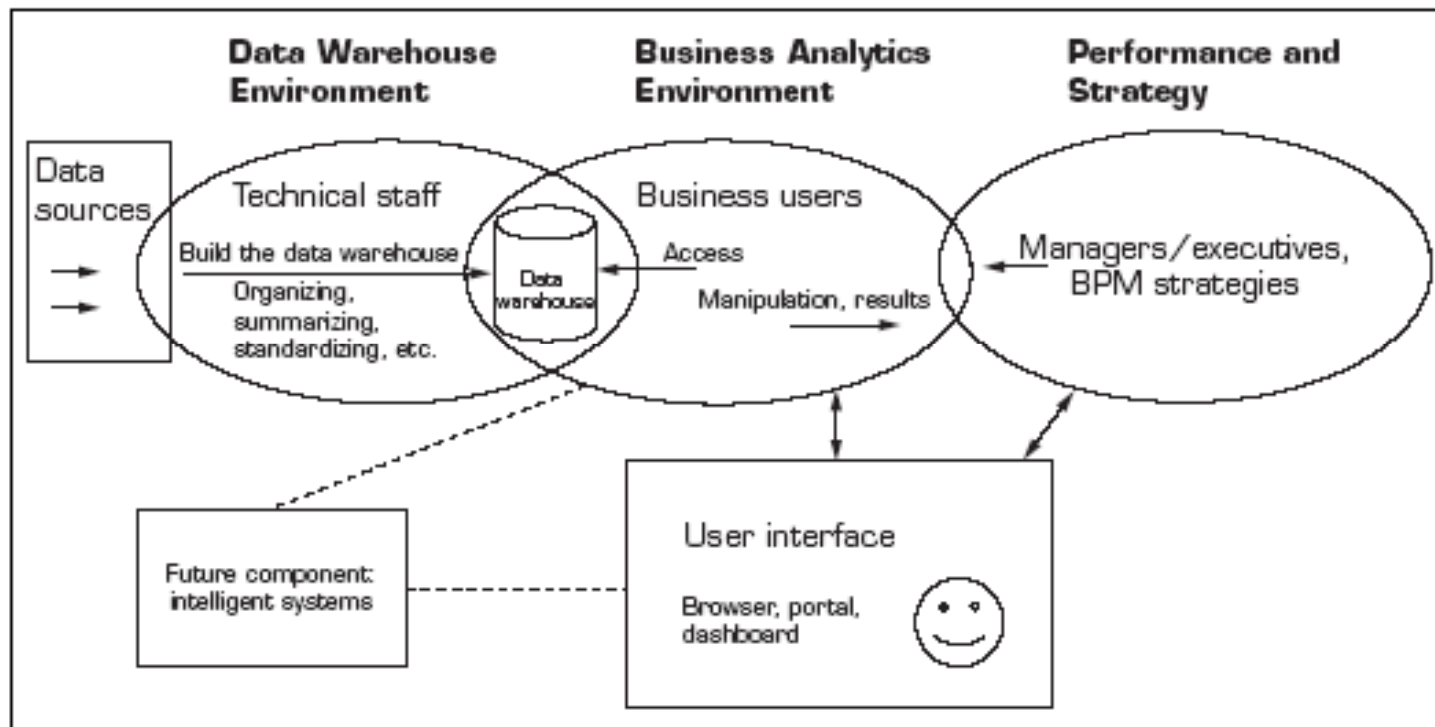 Data Warehouse
Environment
Business Analytics
Environment
Performance and
Strategy
Data
sources
Technical staff
Build the data warehouse
Organizing,
summarizing,
standardizing, etc.
Data
warehouse
Business users
Access
Manipulation, results
Managers/executives,
BPM strategies
Future component:
intelligent systems
User interface
Browser, portal,
dashboard